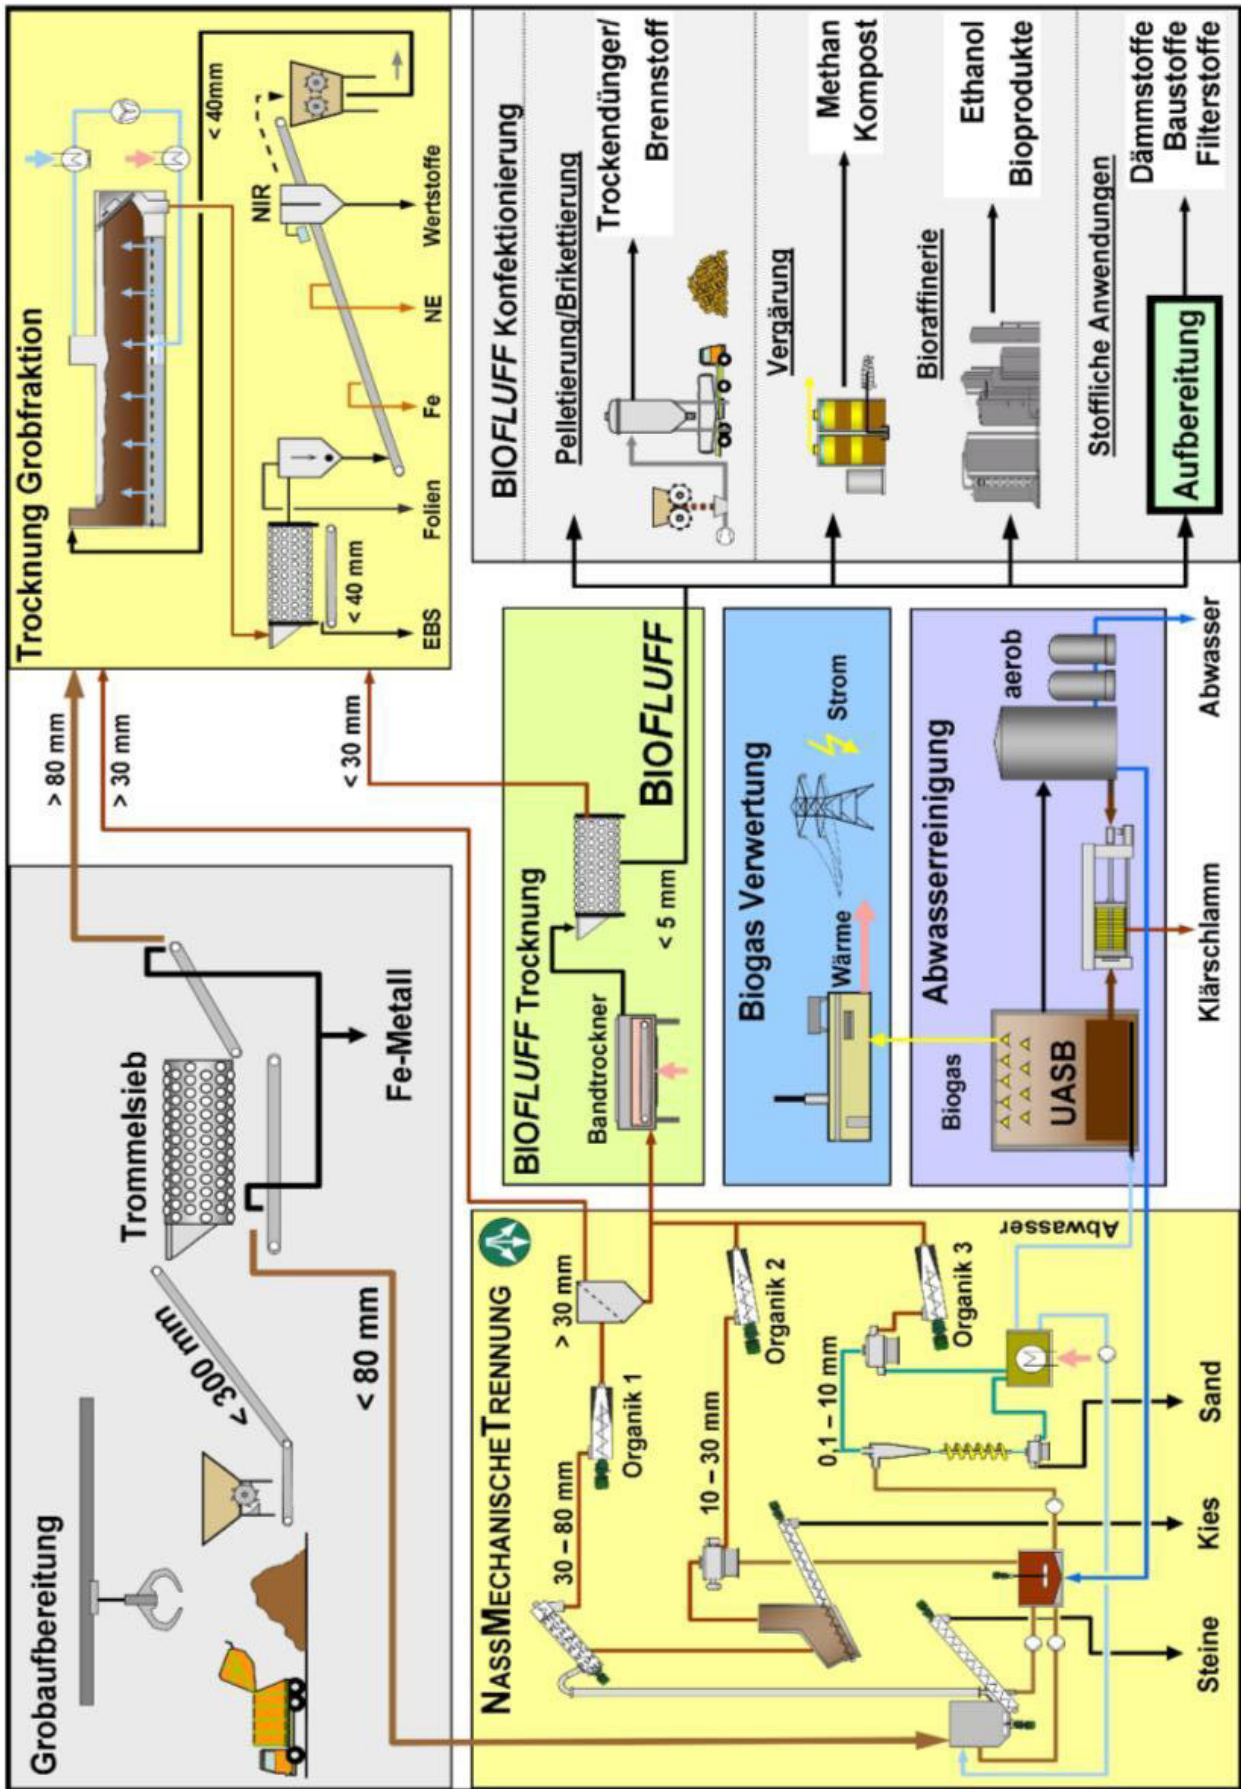 Grobaufbereitung
< 300 mm
Trommelsieb
< 80 mm
Fe-Metall
> 80 mm
> 30 mm
< 30 mm
Trocknung Grobfraktion
< 40mm
NIR
< 40 mm
EBS
Folien
Fe
NE
Wertstoffe
NASSMECHANISCHETRENNUNG
30 – 80 mm
Organik 1
> 30 mm
10 – 30 mm
Organik 2
0,1 – 10 mm
Organik 3
Abwasser
Steine
Kies
Sand
BIOFLUFF Trocknung
Bandtrockner
< 5 mm
BIOFLUFF
Biogas Verwertung
Wärme
Strom
Abwasserreinigung
Biogas
UASB
aerob
Klärschlamm
Abwasser
BIOFLUFF Konfektionierung
Pelletierung/Brikettierung
Trockendünger/
Brennstoff
Vergärung
Methan
Kompost
Bioraffinerie
Ethanol
Bioprodukte
Stoffliche Anwendungen
Aufbereitung
Dämmstoffe
Baustoffe
Filterstoffe